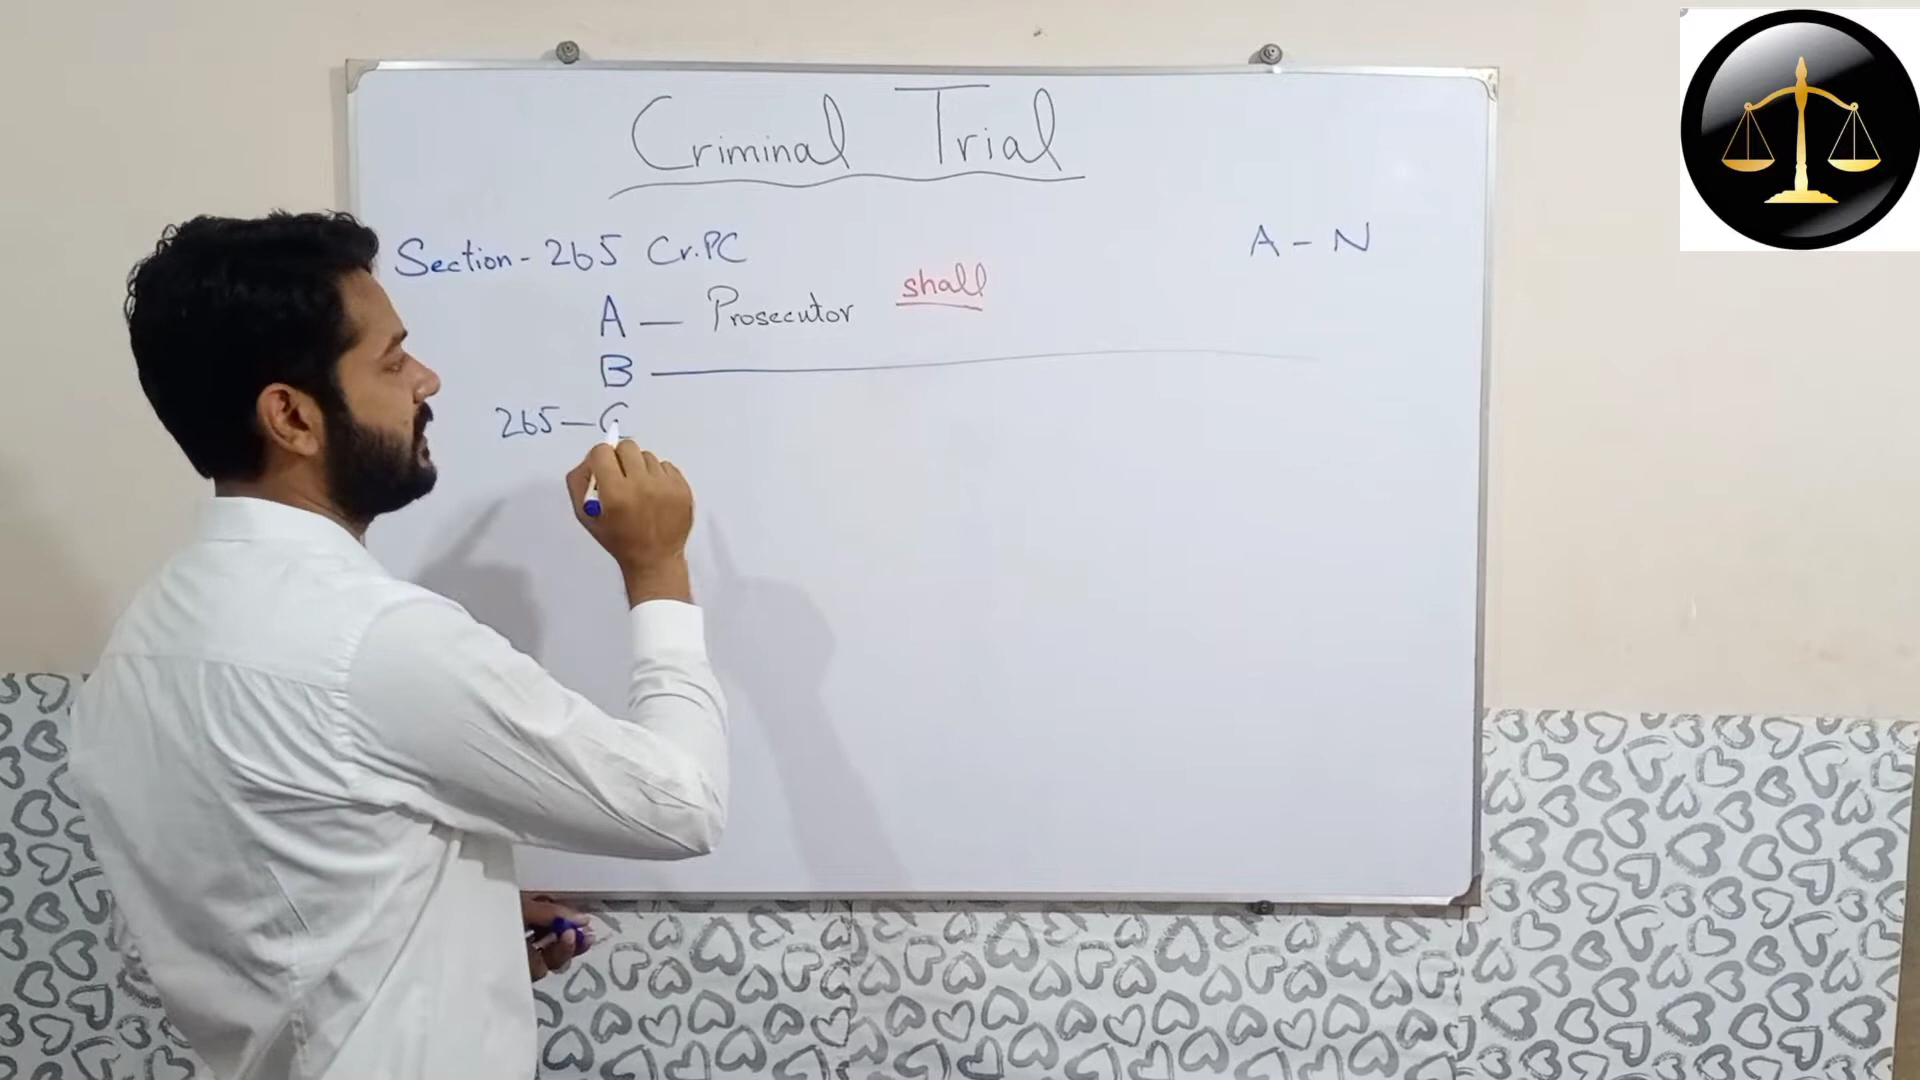 Criminal Trial
Section - 265 Cr.PC A - N
A — Prosecutor shall
B —
265 — C